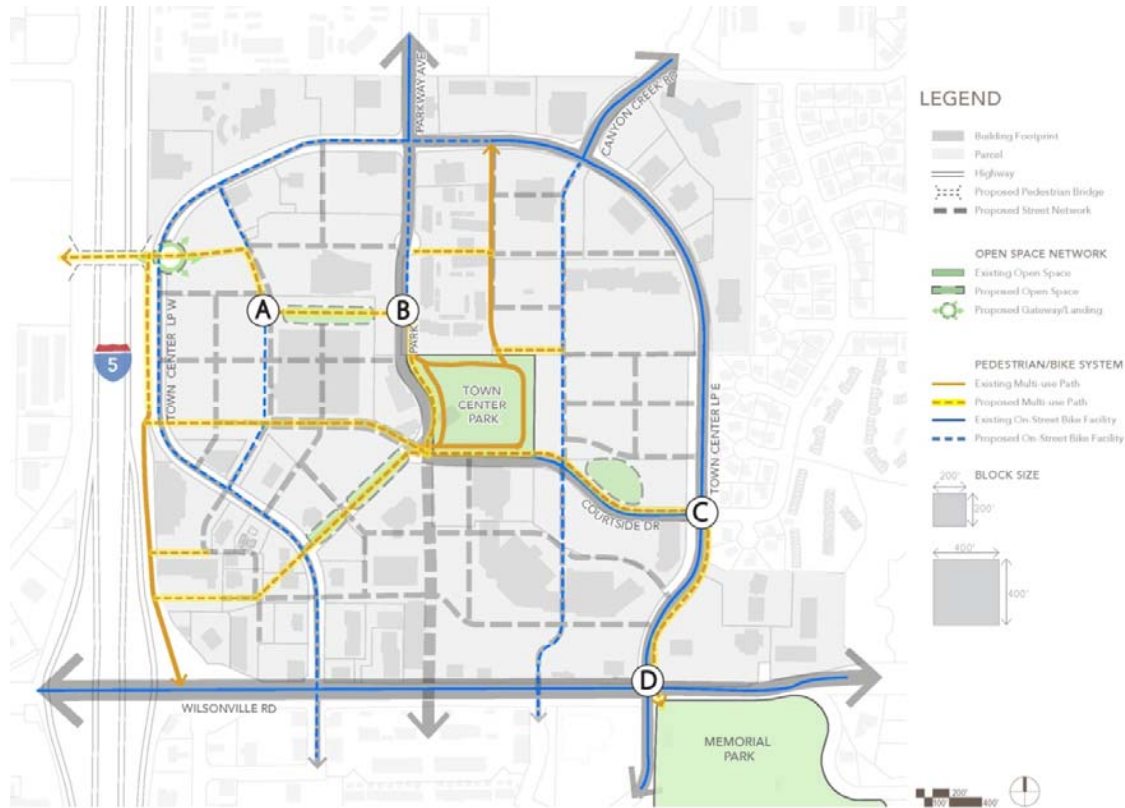 PARKWAY AVE
CANYON CREEK RD
TOWN CENTER LP W
A
B
PARK
5
TOWN
CENTER
PARK
TOWN CENTER LP E
C
COURTSIDE DR
D
WILSONVILLE RD
MEMORIAL
PARK
LEGEND
Building Footprint
Parcel
Highway
Proposed Pedestrian Bridge
Proposed Street Network
OPEN SPACE NETWORK
Existing Open Space
Proposed Open Space
Proposed Gateway/Landing
PEDESTRIAN/BIKE SYSTEM
Existing Multi-use Path
Proposed Multi-use Path
Existing On-Street Bike Facility
Proposed On-Street Bike Facility
BLOCK SIZE
200'
200'
400'
400'
200'
100'
400'